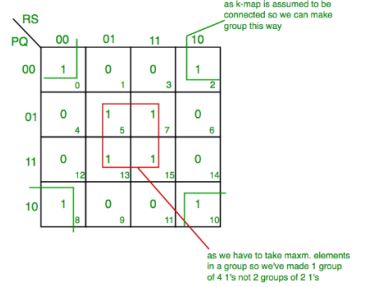 as k-map is assumed to be
connected so we can make
group this way
RS
PQ 00 01 11 10
00 1 0 0 1
0 1 3 2
01 0 1 1 0
4 5 7 6
11 0 1 1 0
12 13 15 14
10 1 0 0 1
8 9 11 10
as we have to take maxm. elements
in a group so we've made 1 group
of 4 1's not 2 groups of 2 1's